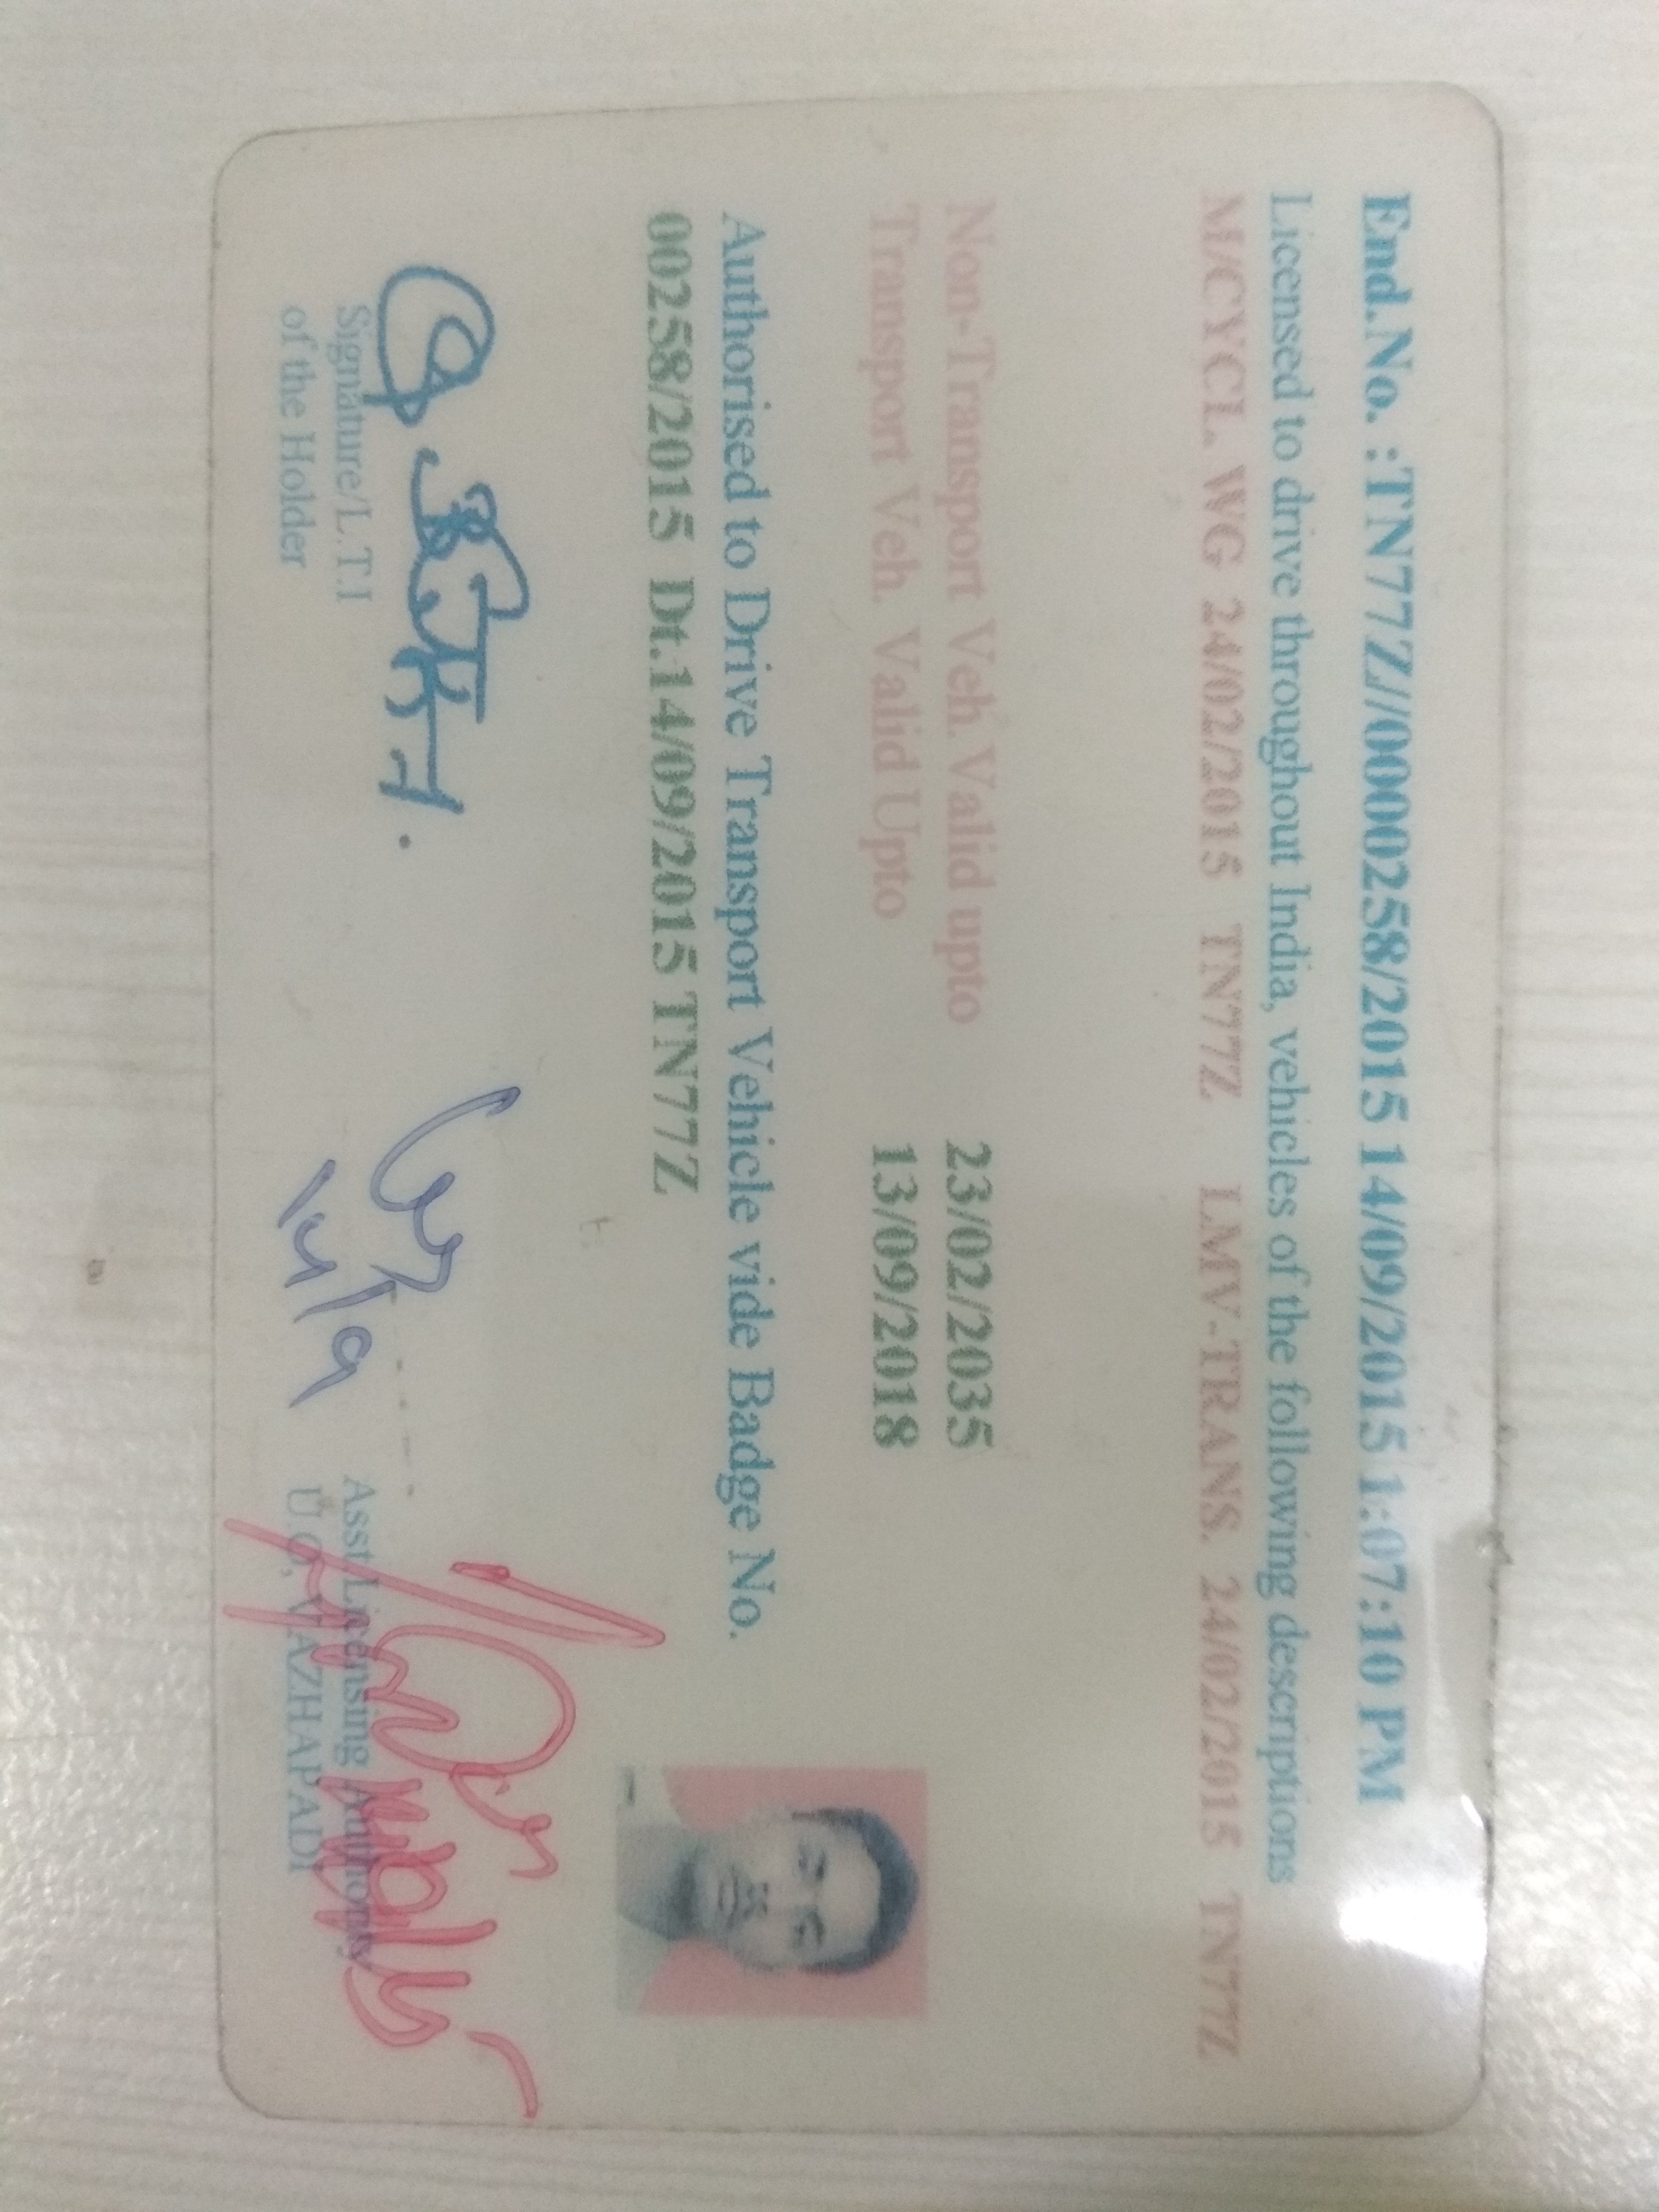 End.No. :TN77Z//0000258/2015 14/09/2015 1:07:10 PM
Licensed to drive throughout India, vehicles of the following descriptions
M/CYCL. WG 24/02/2015 TN77Z LMV-TRANS. 24/02/2015 TN77Z
Non-Transport Veh. Valid upto 23/02/2035
Transport Veh. Valid Upto 13/09/2018
Authorised to Drive Transport Vehicle vide Badge No.
00258/2015 Dt.14/09/2015 TN77Z
14/9
Signature/L.T.I
of the Holder
Asst Licensing Authority
U O, VAZHAPADI